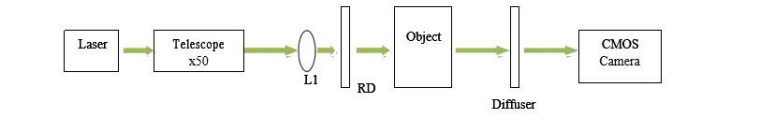 Laser
Telescope
x50
L1
RD
Object
Diffuser
CMOS
Camera